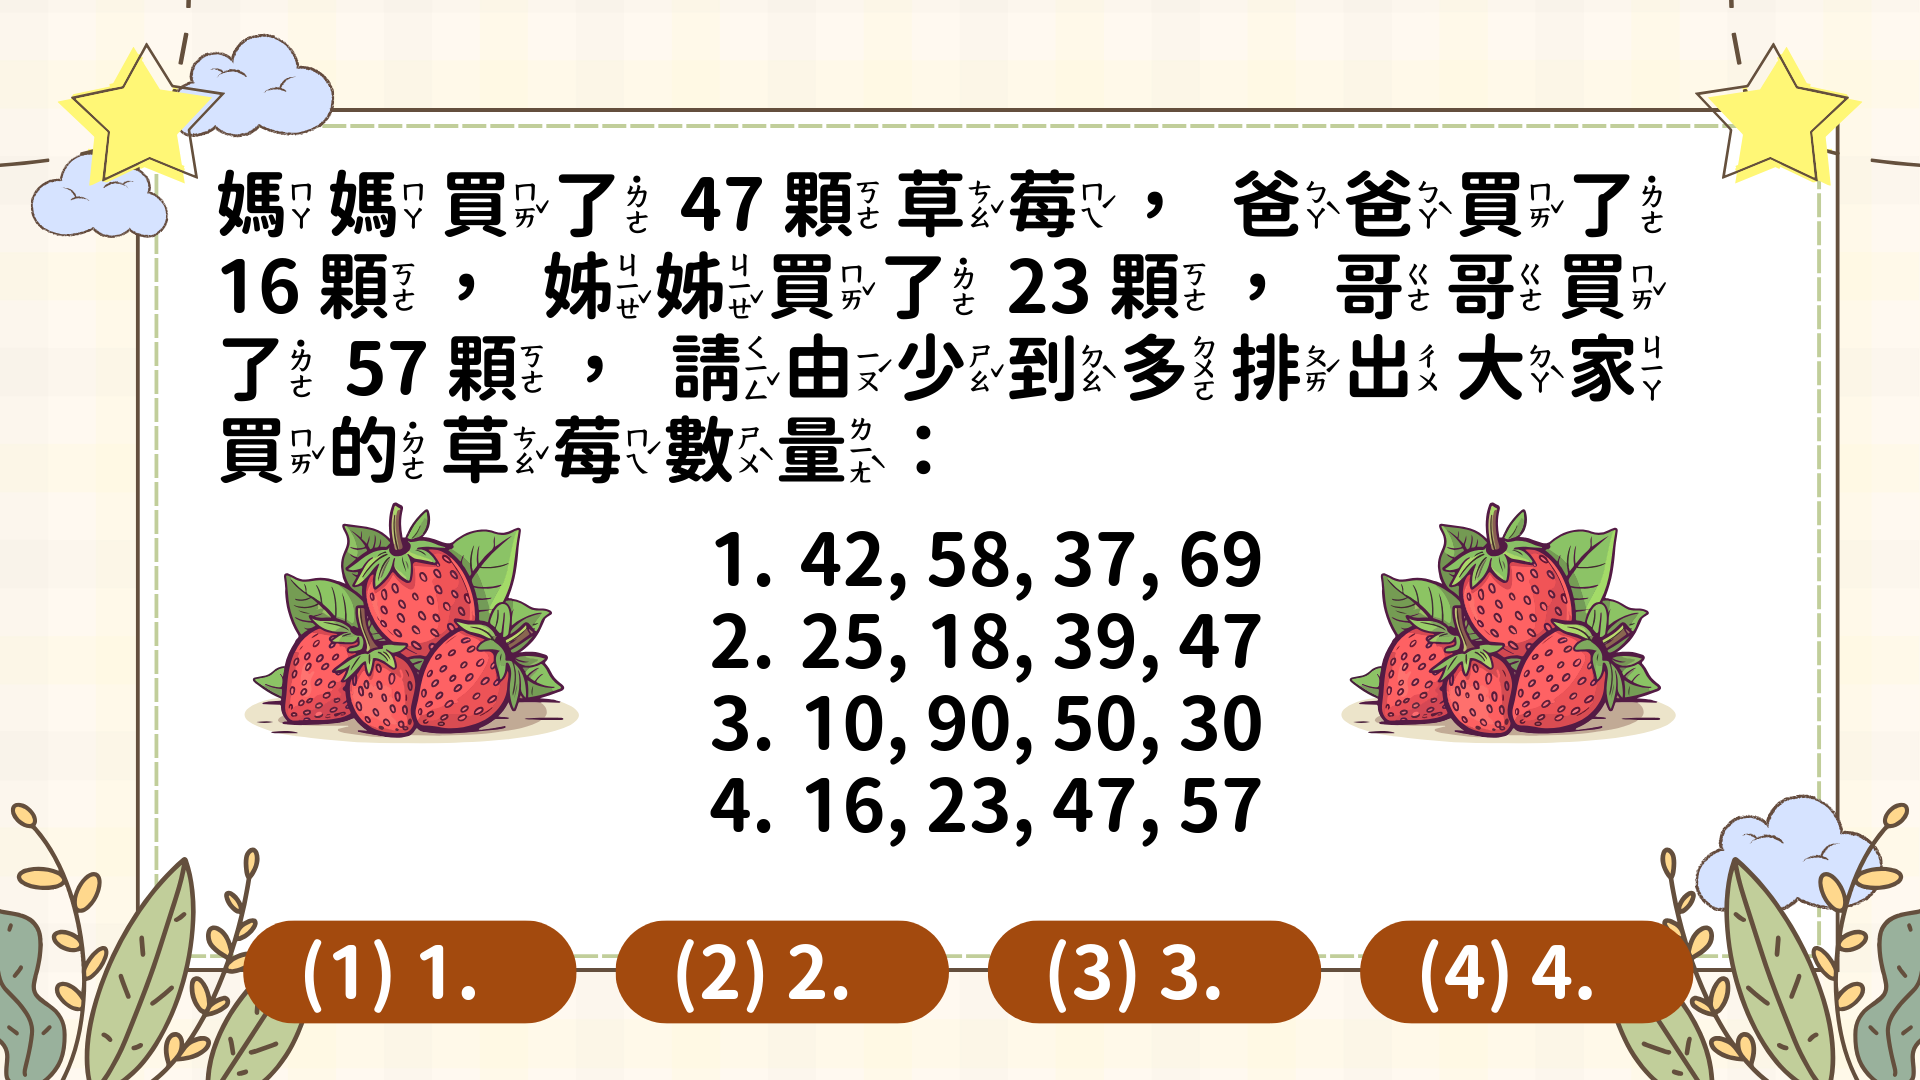 媽媽買了 47 顆草莓， 爸爸買了
16 顆， 姊姊買了 23 顆， 哥哥買
了 57 顆， 請由少到多排出大家
買的草莓數量：
1. 42, 58, 37, 69
2. 25, 18, 39, 47
3. 10, 90, 50, 30
4. 16, 23, 47, 57
(1) 1. (2) 2. (3) 3. (4) 4.